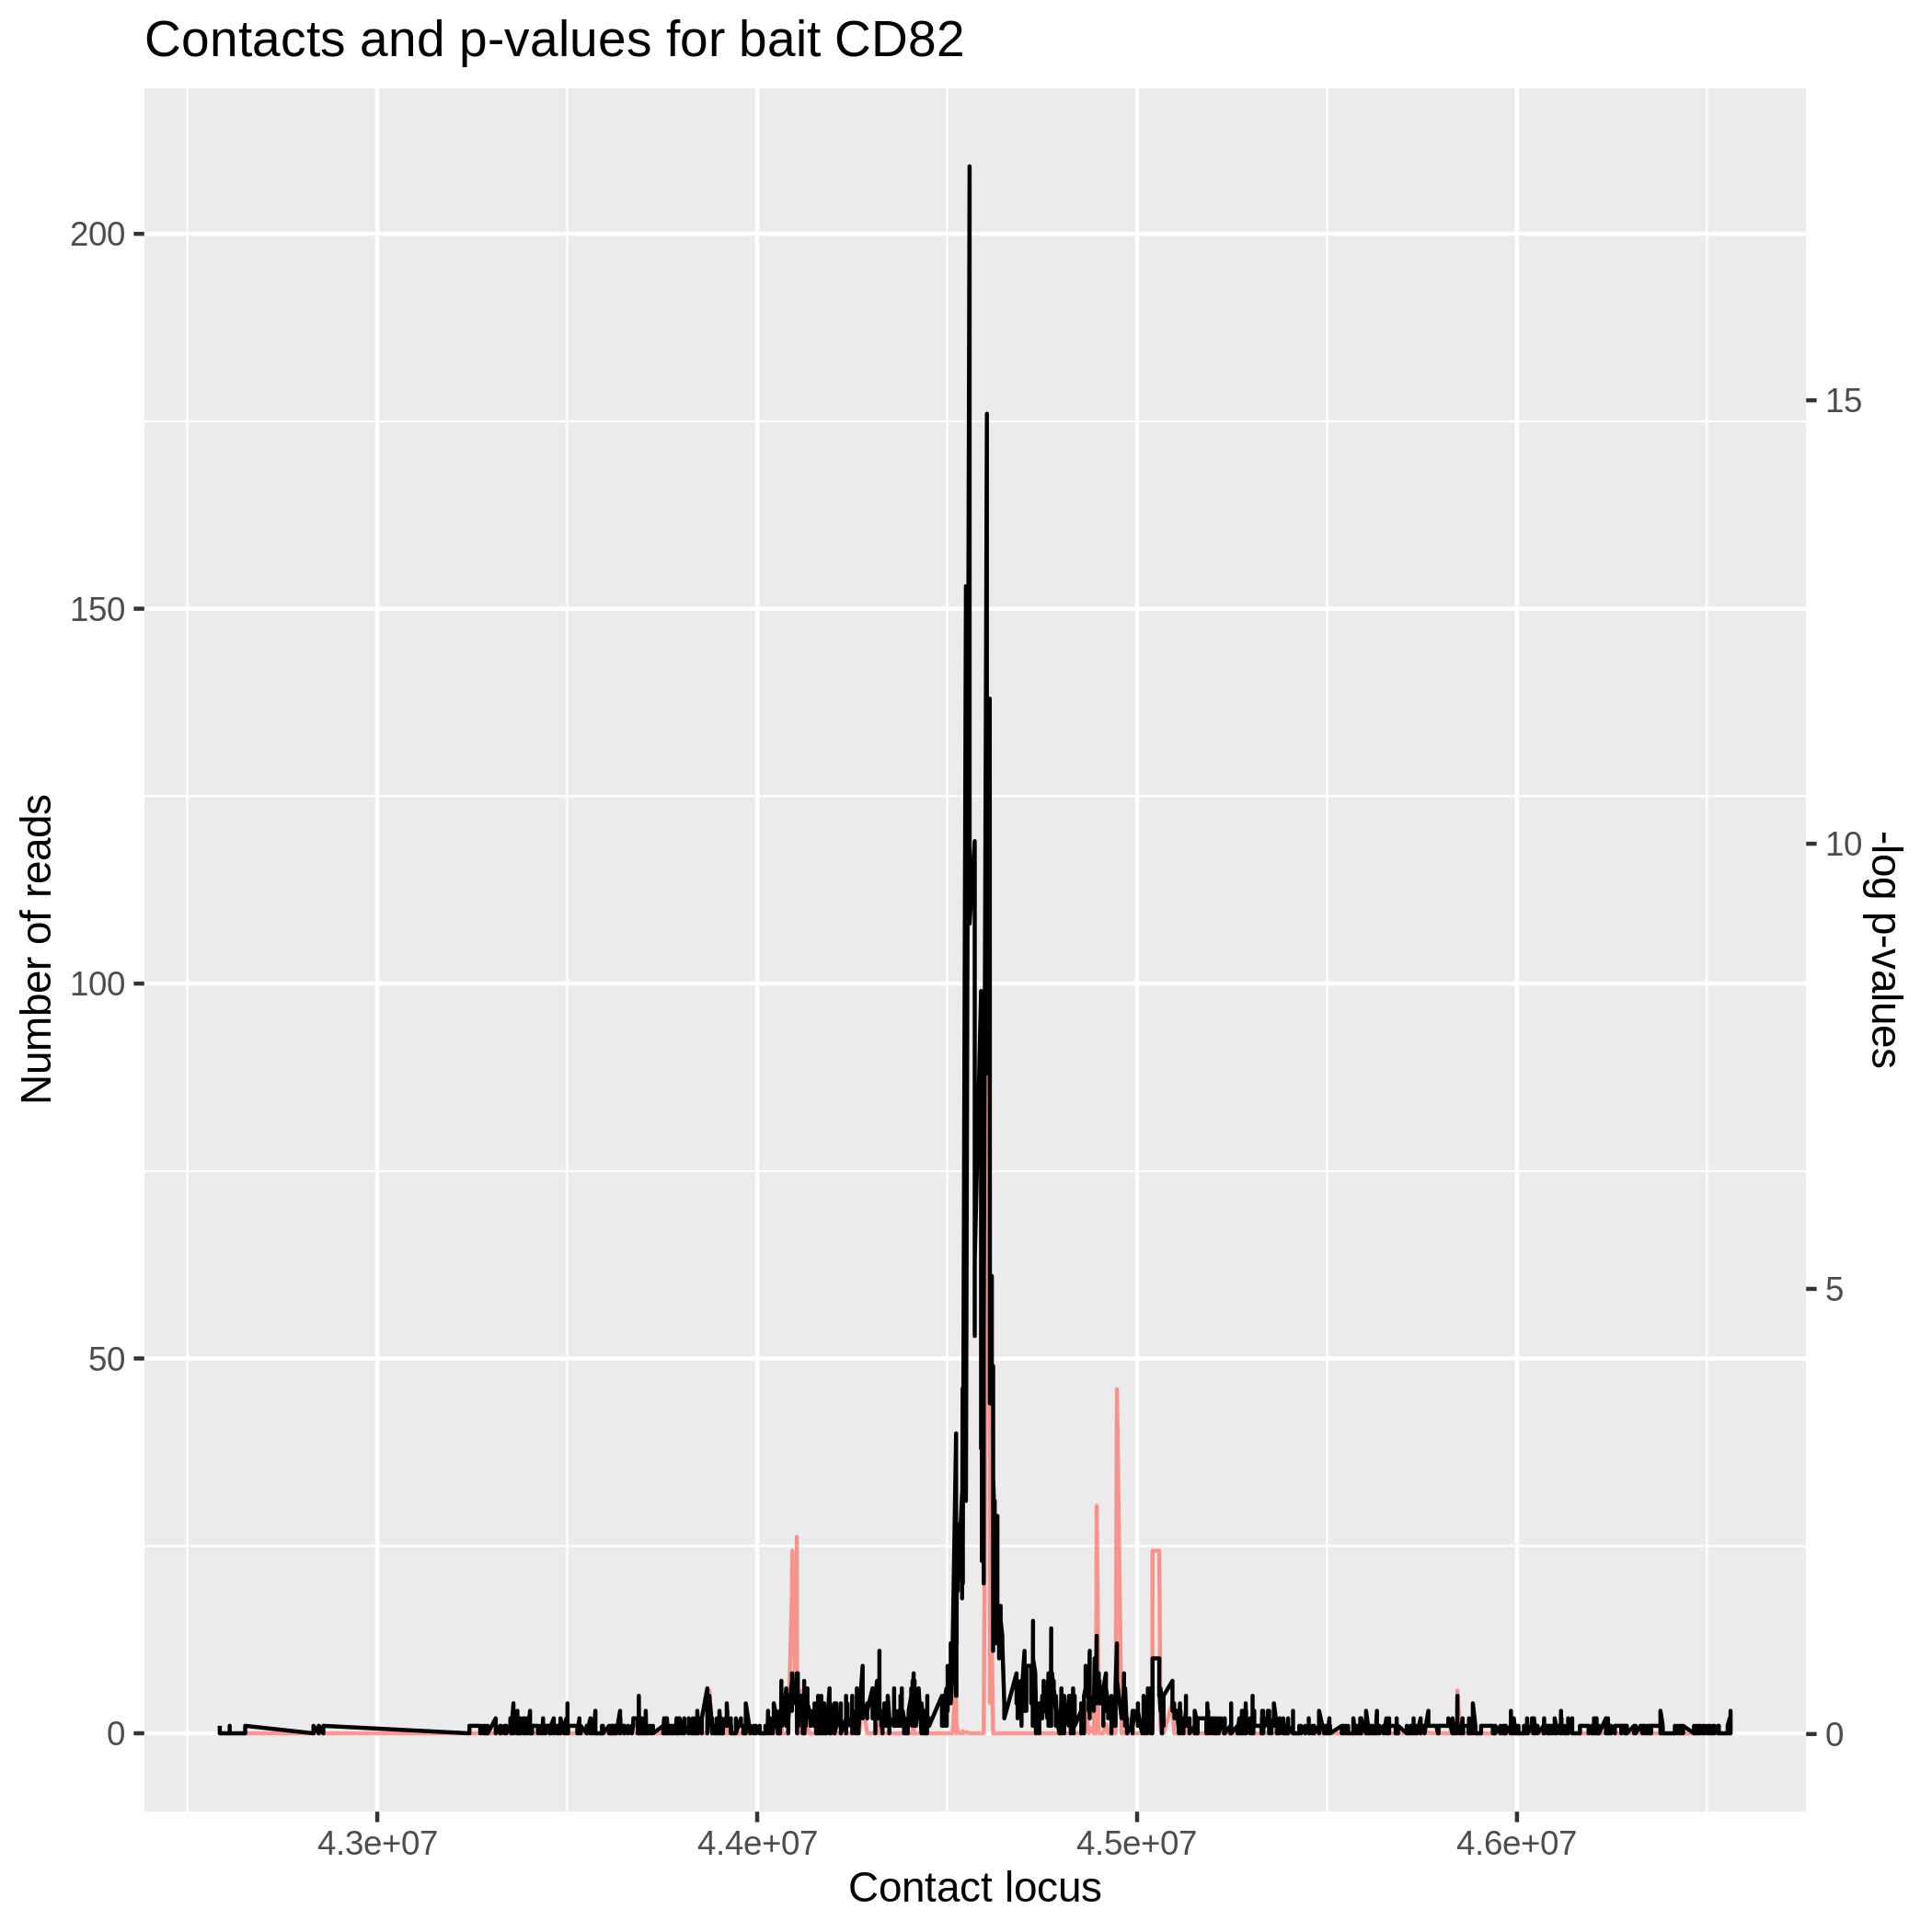 Contacts and p-values for bait CD82
Number of reads
200
150
100
50
0
15
10
5
0
-log p-values
4.3e+07
4.4e+07
4.5e+07
4.6e+07
Contact locus